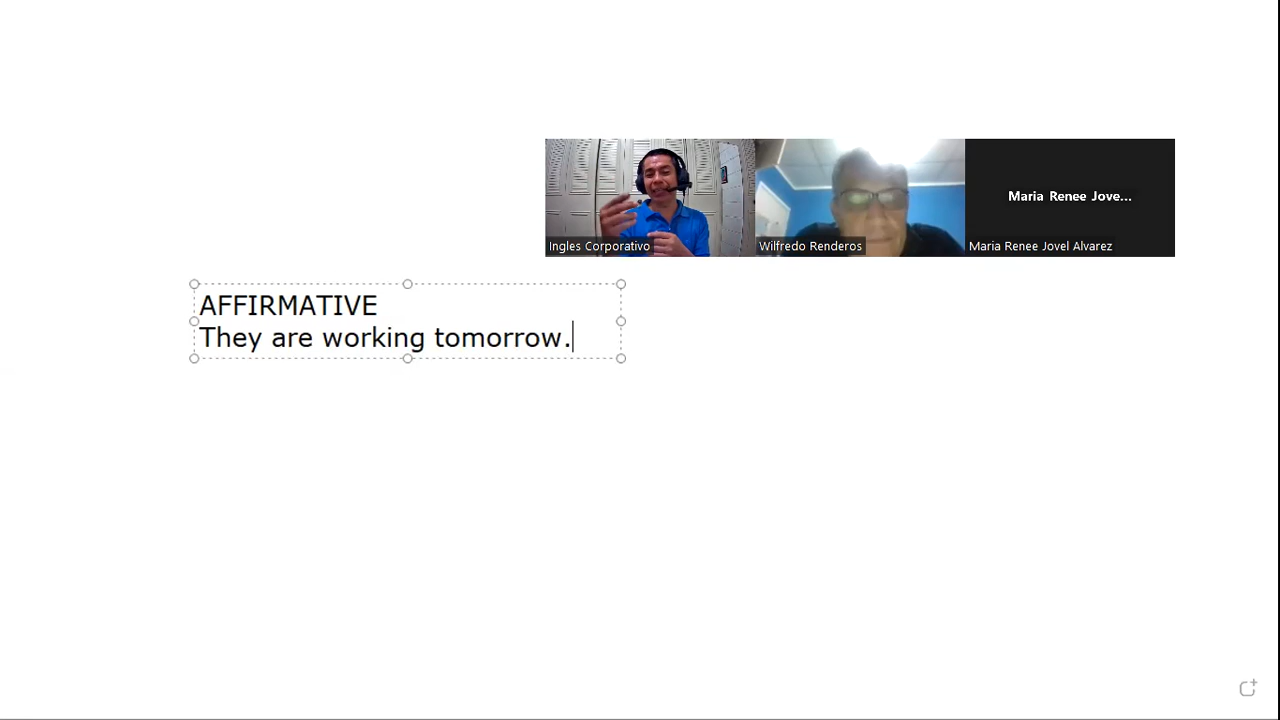 Maria Renee Jove...
Ingles Corporativo
Wilfredo Renderos
Maria Renee Jovel Alvarez
AFFIRMATIVE
They are working tomorrow.